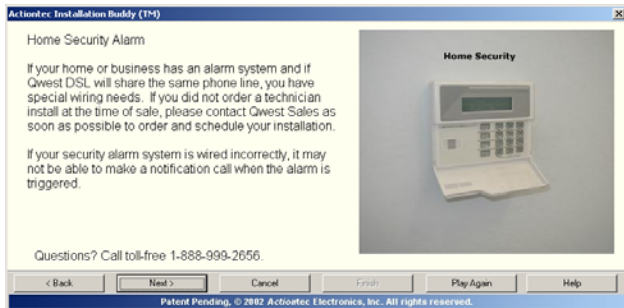 Actiontec Installation Buddy (TM)
Home Security Alarm
If your home or business has an alarm system and if
Qwest DSL will share the same phone line, you have
special wiring needs. If you did not order a technician
install at the time of sale, please contact Qwest Sales as
soon as possible to order and schedule your installation.
If your security alarm system is wired incorrectly, it may
not be able to make a notification call when the alarm is
triggered.
Home Security
Questions? Call toll-free 1-888-999-2656.
< Back Next > Cancel Finish Play Again Help
Patent Pending, © 2002 Actiontec Electronics, Inc. All rights reserved.